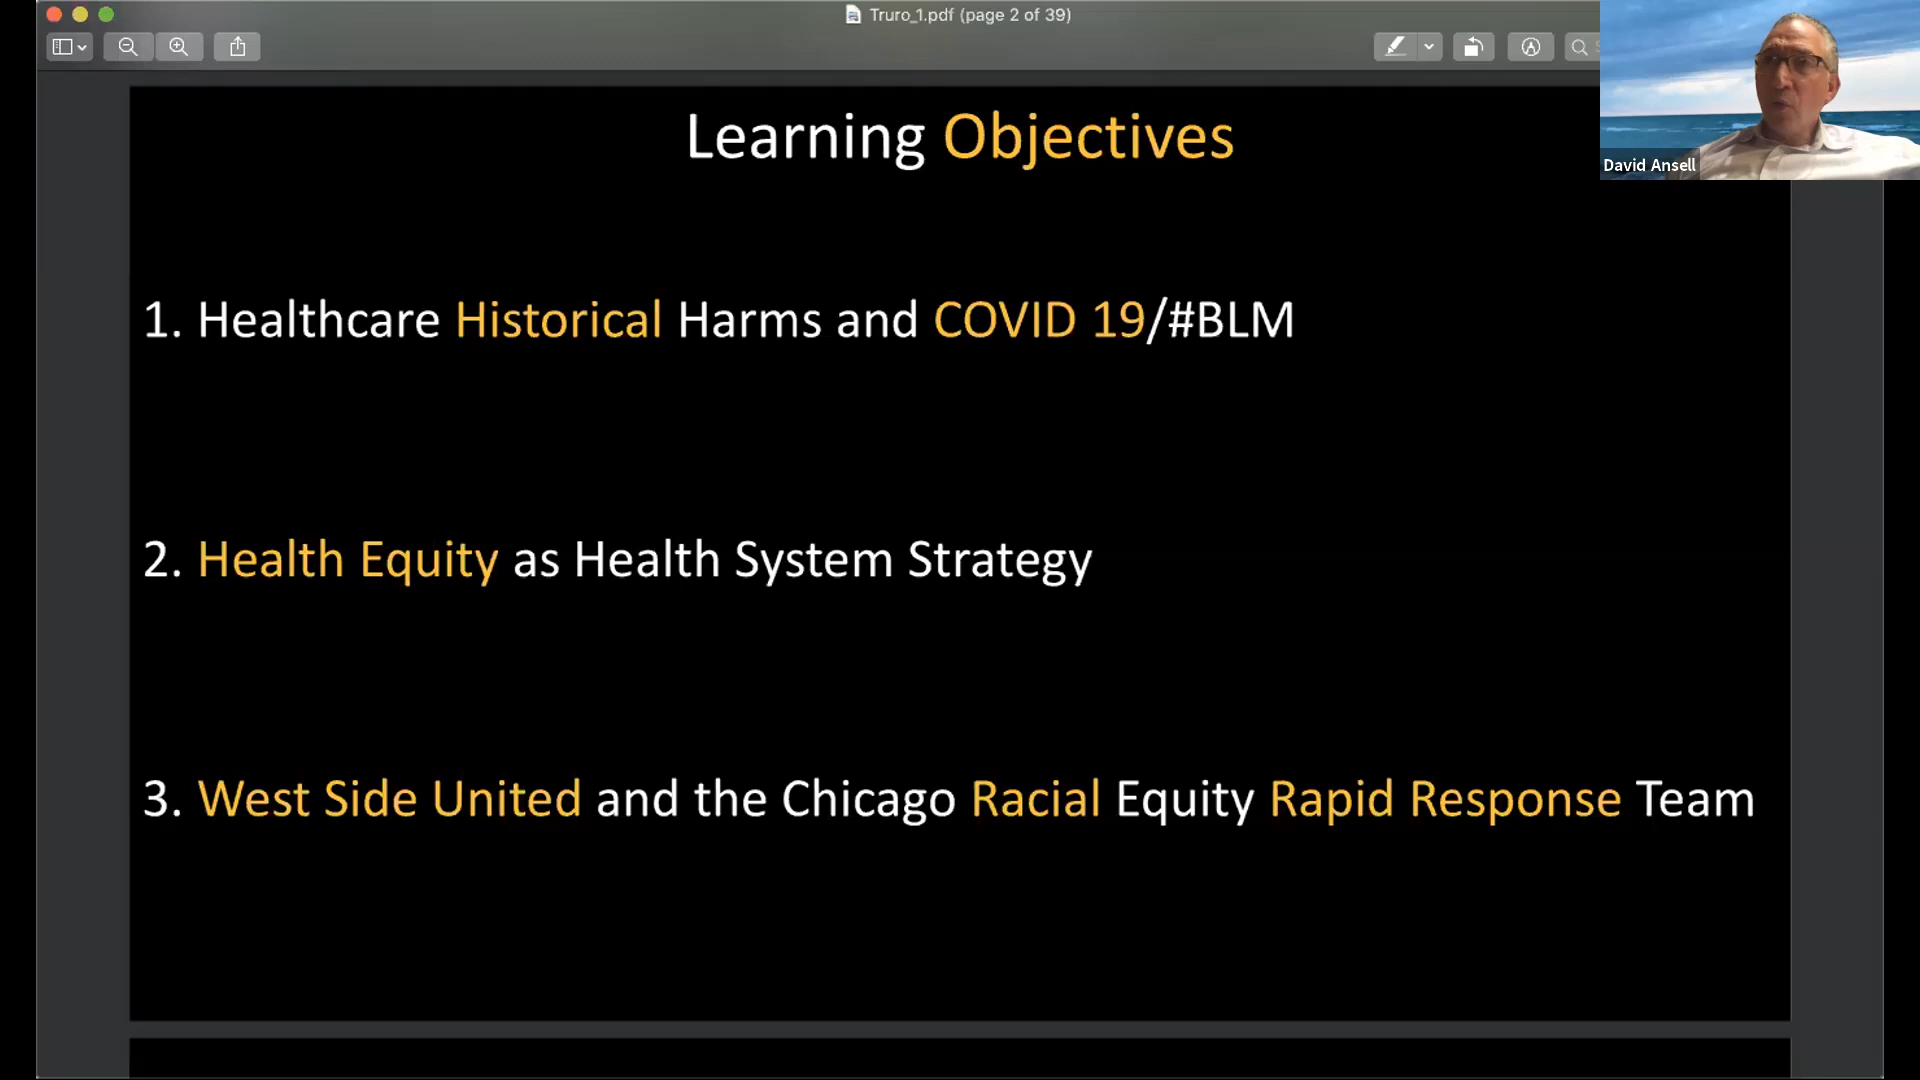 Truro_1.pdf (page 2 of 39)
David Ansell
Learning Objectives
1. Healthcare Historical Harms and COVID 19/#BLM
2. Health Equity as Health System Strategy
3. West Side United and the Chicago Racial Equity Rapid Response Team